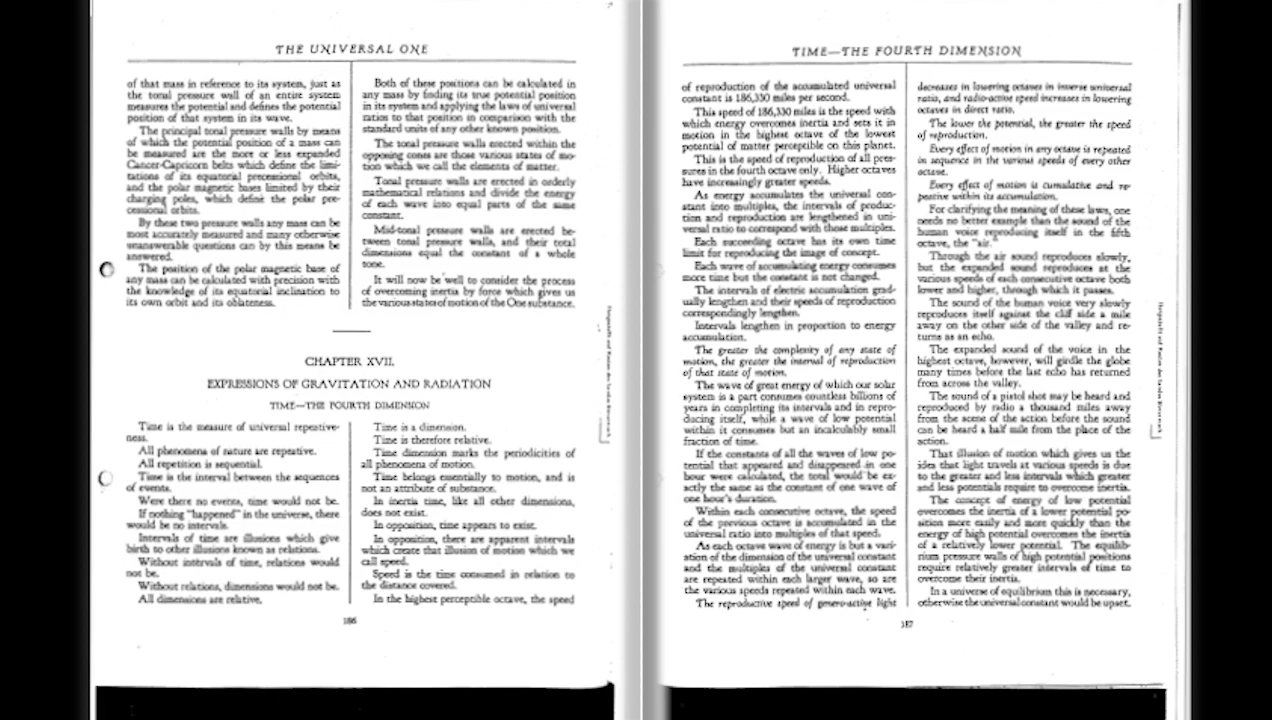 THE UNIVERSAL ONE
of that mass in reference to its system, just as
the tonal pressure wall of an entire system
measures the potential and defines the potential
position of that system in its wave.
The principal tonal pressure walls by means
of which the potential position of a mass can
be measured are the more or less expanded
Cancer-Capricorn belts which define the limi-
tations of its equatorial precessional orbits,
and the polar magnetic bases limited by their
charging poles, which define the polar pre-
cessional orbits.
By these two pressure walls any mass can be
most accurately measured and many otherwise
unanswerable questions can by this means be
answered.
The position of the polar magnetic base of
any mass can be calculated with precision with
the knowledge of its equatorial inclination to
its own orbit and its oblateness.
Both of these positions can be calculated in
any mass by finding its true potential position
in its system and applying the laws of universal
ratios to that position in comparison with the
standard units of any other known position.
The tonal pressure walls erected within the
opposing cones are those various states of mo-
tion which we call the elements of matter.
Tonal pressure walls are erected in orderly
mathematical relations and divide the energy
of each wave into equal parts of the same
constant.
Mid-tonal pressure walls are erected be-
tween tonal pressure walls, and their total
dimensions equal the constant of a whole
tone.
It will now be well to consider the process
of overcoming inertia by force which gives us
the various states of motion of the One substance.
CHAPTER XVII.
EXPRESSIONS OF GRAVITATION AND RADIATION
TIME—THE FOURTH DIMENSION
Time is the measure of universal repeative-
ness.
All phenomena of nature are repeative.
All repetition is sequential.
Time is the interval between the sequences
of events.
Were there no events, time would not be.
If nothing "happened" in the universe, there
would be no intervals.
Intervals of time are illusions which give
birth to other illusions known as relations.
Without intervals of time, relations would
not be.
Without relations, dimensions would not be.
All dimensions are relative.
Time is a dimension.
Time is therefore relative.
Time dimension marks the periodicities of
all phenomena of motion.
Time belongs essentially to motion, and is
not an attribute of substance.
In inertia time, like all other dimensions,
does not exist.
In opposition, time appears to exist.
In opposition, there are apparent intervals
which create that illusion of motion which we
call speed.
Speed is the time consumed in relation to
the distance covered.
In the highest perceptible octave, the speed
186
TIME—THE FOURTH DIMENSION
of reproduction of the accumulated universal
constant is 186,330 miles per second.
This speed of 186,330 miles is the speed with
which energy overcomes inertia and sets it in
motion in the highest octave of the lowest
potential of matter perceptible on this planet.
This is the speed of reproduction of all pres-
sures in the fourth octave only. Higher octaves
have increasingly greater speeds.
As energy accumulates the universal con-
stant into multiples, the intervals of produc-
tion and reproduction are lengthened in uni-
versal ratio to correspond with those multiples.
Each succeeding octave has its own time
limit for reproducing the image of concept.
Each wave of accumulating energy consumes
more time but the constant is not changed.
The intervals of electric accumulation grad-
ually lengthen and their speeds of reproduction
correspondingly lengthen.
Intervals lengthen in proportion to energy
accumulation.
The greater the complexity of any state of
motion, the greater the interval of reproduction
of that state of motion.
The wave of great energy of which our solar
system is a part consumes countless billions of
years in completing its intervals and in repro-
ducing itself, while a wave of low potential
within it consumes but an incalculably small
fraction of time.
If the constants of all the waves of low po-
tential that appeared and disappeared in one
hour were calculated, the total would be ex-
actly the same as the constant of one wave of
one hour's duration.
Within each consecutive octave, the speed
of the previous octave is accumulated in the
universal ratio into multiples of that speed.
As each octave wave of energy is but a vari-
ation of the dimension of the universal constant
and the multiples of the universal constant
are repeated within each larger wave, so are
the various speeds repeated within each wave.
The reproductive speed of genero-active light
decreases in lowering octaves in inverse universal
ratio, and radio-active speed increases in lowering
octaves in direct ratio.
The lower the potential, the greater the speed
of reproduction.
Every effect of motion in any octave is repeated
in sequence in the various speeds of every other
octave.
Every effect of motion is cumulative and re-
peative within its accumulation.
For clarifying the meaning of these laws, one
needs no better example than the sound of the
human voice reproducing itself in the fifth
octave, the "air."
Through the air sound reproduces slowly,
but the expanded sound reproduces at the
various speeds of each consecutive octave both
lower and higher, through which it passes.
The sound of the human voice very slowly
reproduces itself against the cliff side a mile
away on the other side of the valley and re-
turns as an echo.
The expanded sound of the voice in the
highest octave, however, will girdle the globe
many times before the last echo has returned
from across the valley.
The sound of a pistol shot may be heard and
reproduced by radio a thousand miles away
from the scene of the action before the sound
can be heard a half mile from the place of the
action.
That illusion of motion which gives us the
idea that light travels at various speeds is due
to the greater and less intervals which greater
and less potentials require to overcome inertia.
The concept of energy of low potential
overcomes the inertia of a lower potential po-
sition more easily and more quickly than the
energy of high potential overcomes the inertia
of a relatively lower potential. The equilib-
rium pressure walls of high potential positions
require relatively greater intervals of time to
overcome their inertia.
In a universe of equilibrium this is necessary,
otherwise the universal constant would be upset.
187